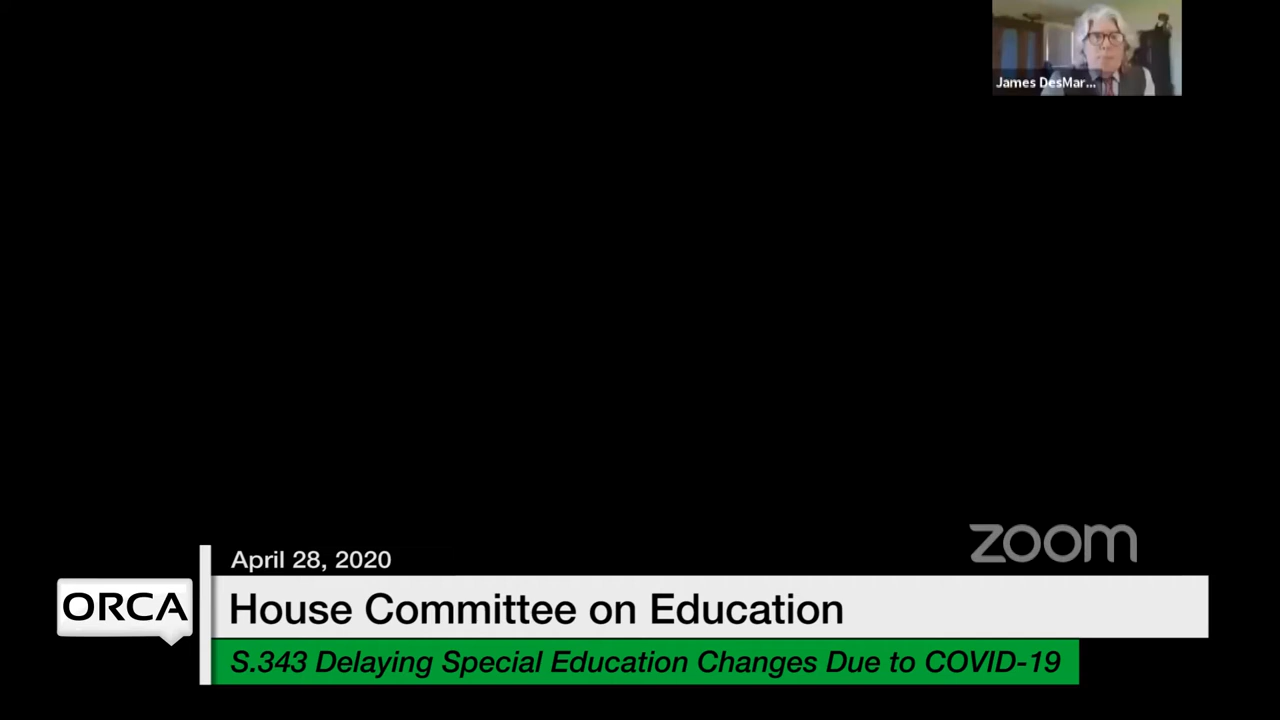 James DesMar...
zoom
April 28, 2020
ORCA
House Committee on Education
S.343 Delaying Special Education Changes Due to COVID-19